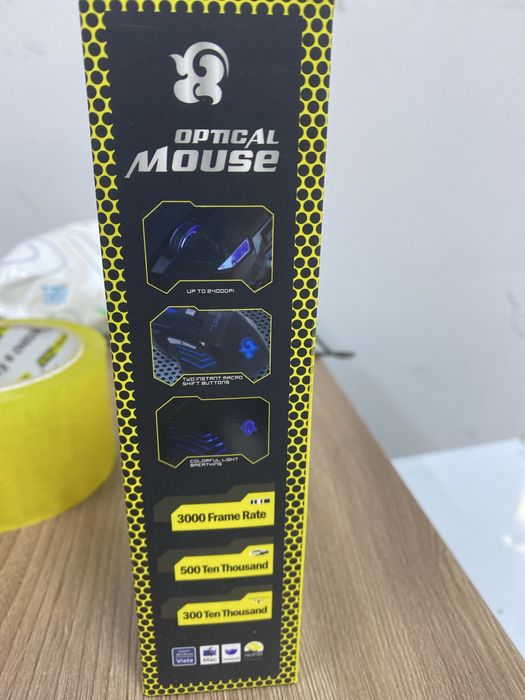 OPTICAL
MOUSE
UP TO 2400DPI
TWO INSTANT MACRO
SHIFT BUTTONS
COLORFUL LIGHT
BREATHING
3000 Frame Rate
500 Ten Thousand
300 Ten Thousand
Vista
Mac